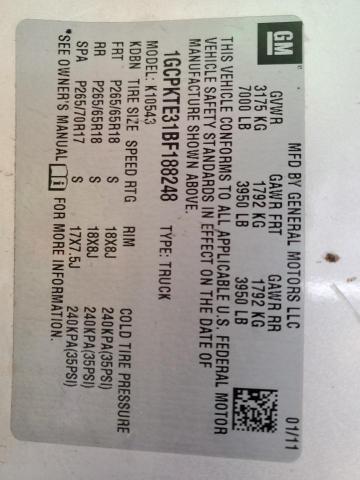 GM
MFD BY GENERAL MOTORS LLC
01/11
GVWR GAWR FRT GAWR RR
3175 KG 1792 KG 1792 KG
7000 LB 3950 LB 3950 LB
THIS VEHICLE CONFORMS TO ALL APPLICABLE U.S. FEDERAL MOTOR
VEHICLE SAFETY STANDARDS IN EFFECT ON THE DATE OF
MANUFACTURE SHOWN ABOVE.
1GCPKTE31BF188248 TYPE: TRUCK
MODEL: K10543
KDBN TIRE SIZE SPEED RTG RIM COLD TIRE PRESSURE
FRT P265/65R18 S 18X8J 240KPA(35PSI)
RR P265/65R18 S 18X8J 240KPA(35PSI)
SPA P265/70R17 S 17X7.5J 240KPA(35PSI)
*SEE OWNER'S MANUAL i FOR MORE INFORMATION.